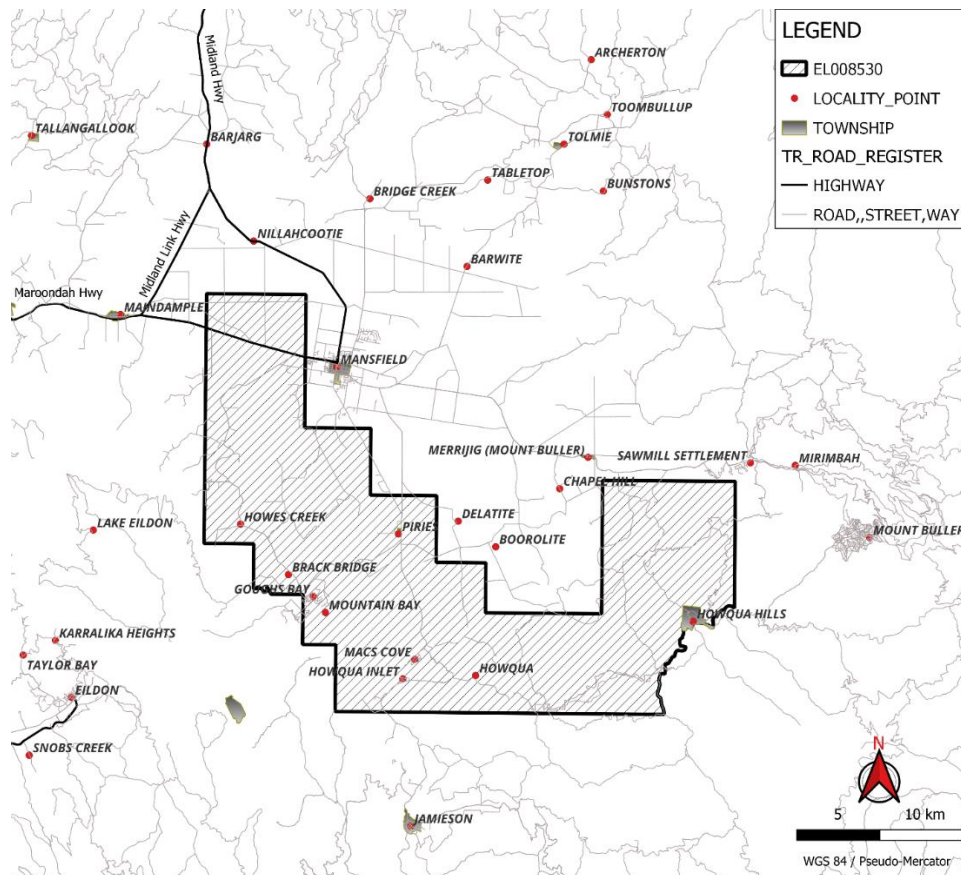 LEGEND
EL008530
LOCALITY_POINT
TOWNSHIP
TR_ROAD_REGISTER
HIGHWAY
ROAD,,STREET,WAY
Midland Hwy
ARCHERTON
TOOMBULLUP
TALLANGALLOOK
BARJARG
TOLMIE
TABLETOP
BRIDGE CREEK
BUNSTONS
NILLAHCOOTIE
BARWITE
Midland Link Hwy
Maroondah Hwy
MAINDAMPLE
MANSFIELD
MERRIJIG (MOUNT BULLER)
SAWMILL SETTLEMENT
MIRIMBAH
CHAPEL HILL
HOWES CREEK
LAKE EILDON
PIRIES
DELATITE
BOOROLITE
MOUNT BULLER
BRACK BRIDGE
GOUGHS BAY
MOUNTAIN BAY
HOWQUA HILLS
KARRALIKA HEIGHTS
TAYLOR BAY
MACS COVE
HOWQUA INLET
HOWQUA
EILDON
SNOBS CREEK
JAMIESON
N
5 10 km
WGS 84 / Pseudo-Mercator